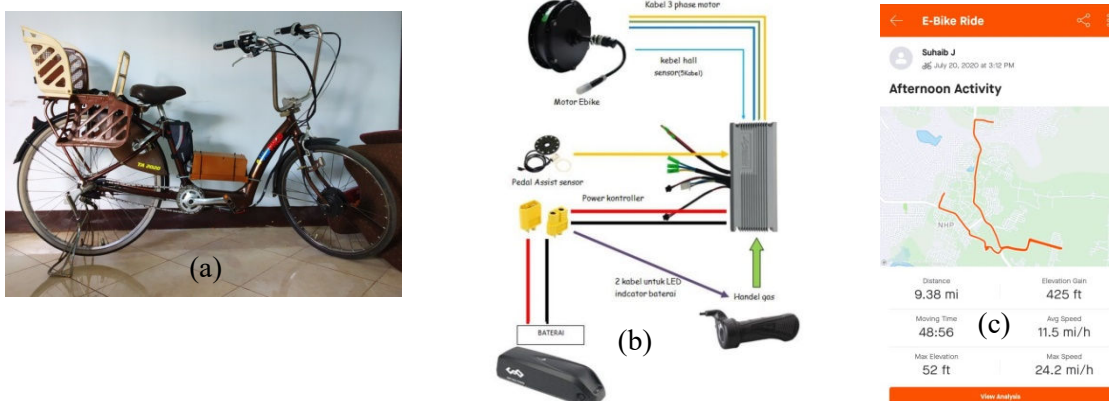 TA 2020
(a)
Kabel 3 phase motor
kebel hall
sensor(5Kabel)
Motor Ebike
Pedal Assist sensor
Power kontroller
2 kabel untuk LED
indcator baterai
Handel gas
BATERAI
(b)
E-Bike Ride
Suhaib J
July 20, 2020 at 3:12 PM
Afternoon Activity
NHP
Distance
Elevation Gain
9.38 mi
425 ft
Moving Time
Avg Speed
48:56
11.5 mi/h
(c)
Max Elevation
Max Speed
52 ft
24.2 mi/h
View Analysis